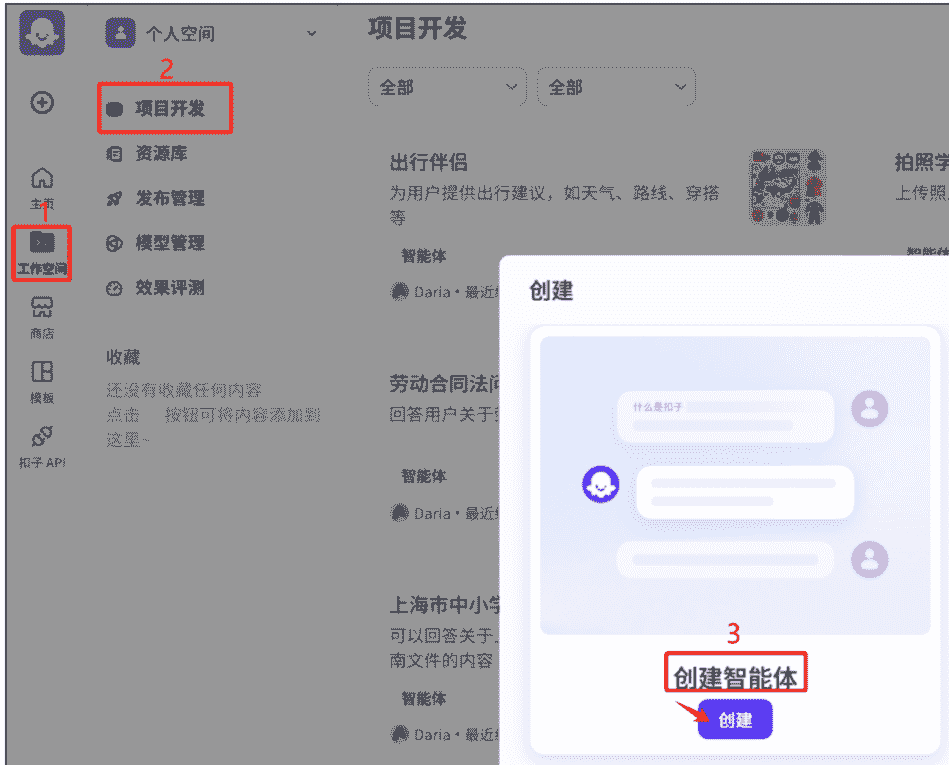 个人空间
项目开发
2
全部
全部
项目开发
资源库
发布管理
模型管理
效果评测
主页
1
工作空间
商店
模板
扣子 API
收藏
还没有收藏任何内容
点击 按钮可将内容添加到
这里~
出行伴侣
为用户提供出行建议，如天气、路线、穿搭
等
智能体
Daria · 最近
拍照学
上传照
智能体
劳动合同法问
回答用户关于
智能体
Daria · 最近
上海市中小学
可以回答关于
南文件的内容
智能体
Daria · 最近
创建
什么是扣子
3
创建智能体
创建